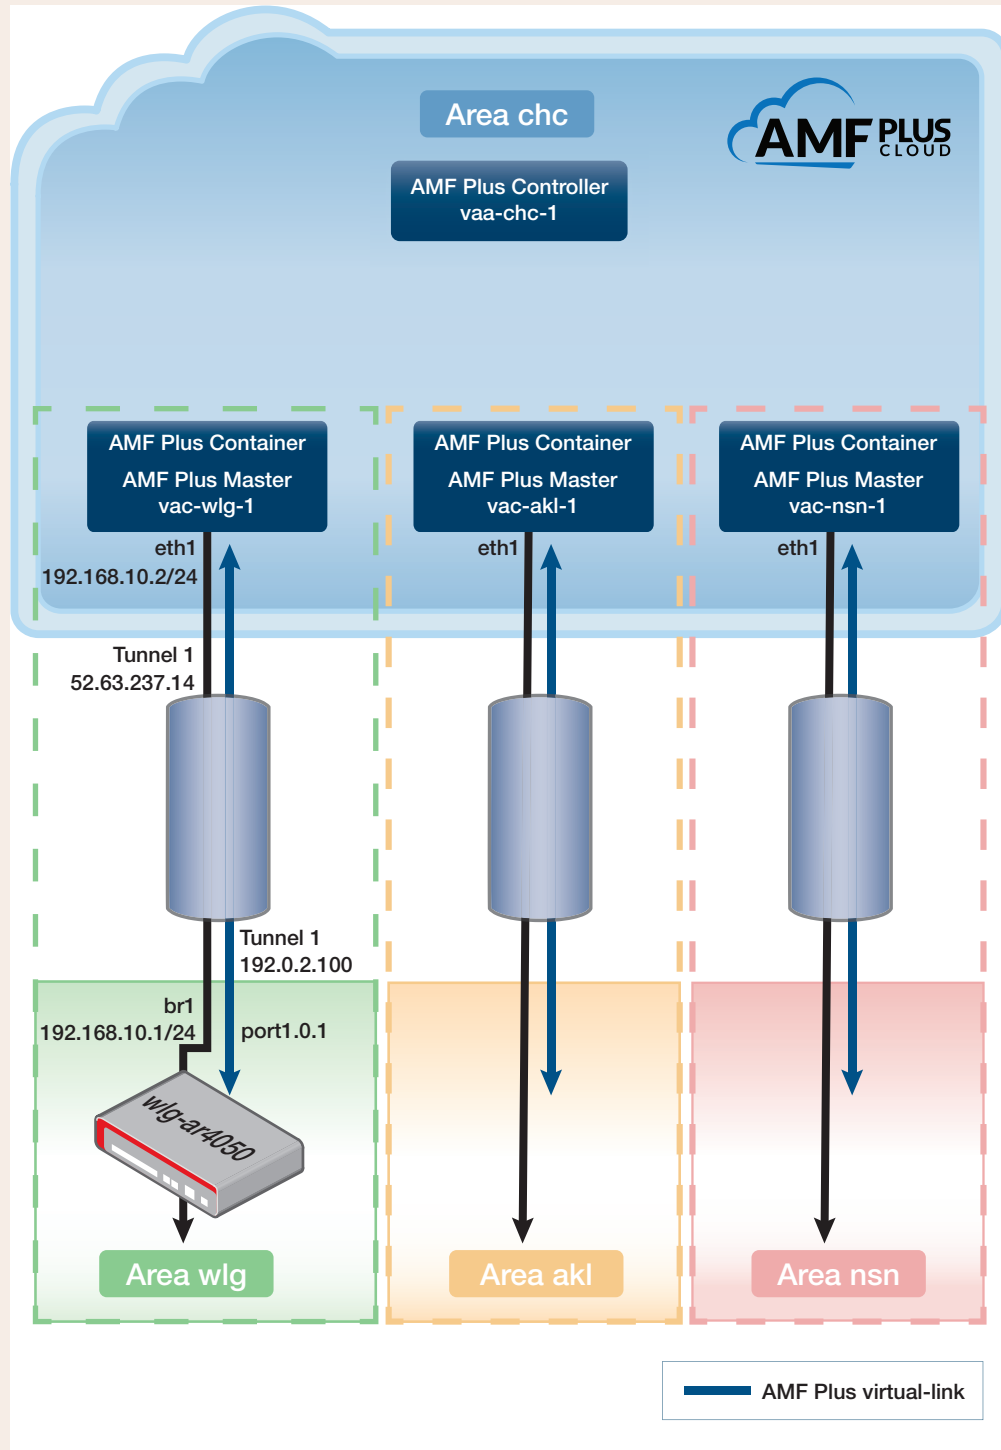 Area chc
AMF PLUS
CLOUD
AMF Plus Controller
vaa-chc-1
AMF Plus Container
AMF Plus Master
vac-wlg-1
AMF Plus Container
AMF Plus Master
vac-akl-1
AMF Plus Container
AMF Plus Master
vac-nsn-1
eth1
192.168.10.2/24
eth1
eth1
Tunnel 1
52.63.237.14
Tunnel 1
192.0.2.100
br1
192.168.10.1/24
port1.0.1
wlg-ar4050
Area wlg
Area akl
Area nsn
AMF Plus virtual-link